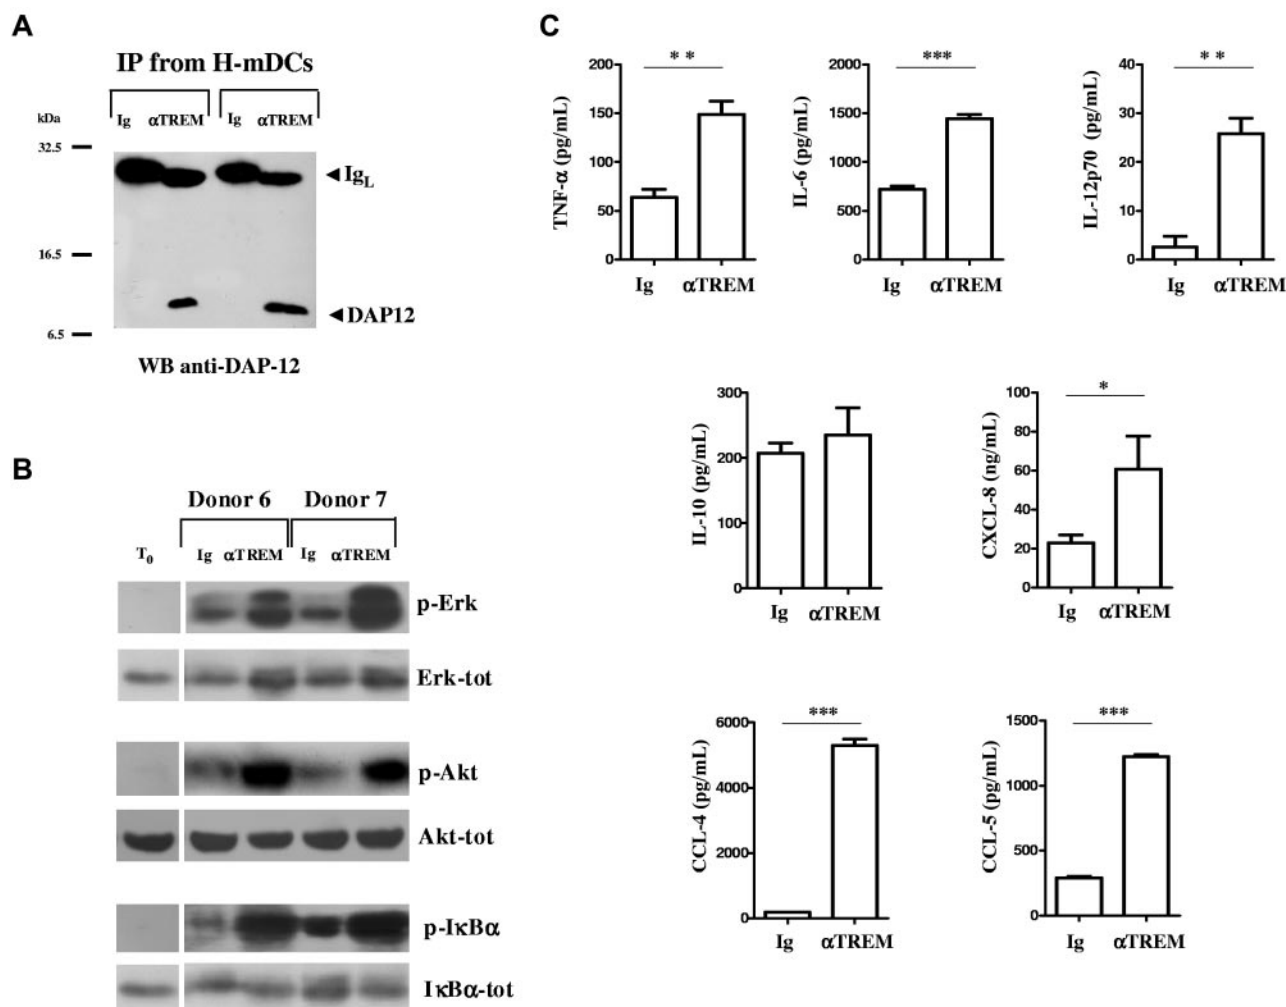 A
IP from H-mDCs
Ig αTREM Ig αTREM
kDa
32.5
IgL
16.5
DAP12
6.5
WB anti-DAP-12
B
Donor 6 Donor 7
T0 Ig αTREM Ig αTREM
p-Erk
Erk-tot
p-Akt
Akt-tot
p-IκBα
IκBα-tot
C
TNF-α (pg/mL)
200
150
100
50
0
* *
Ig αTREM
IL-6 (pg/mL)
2000
1500
1000
500
0
***
Ig αTREM
IL-12p70 (pg/mL)
40
30
20
10
0
* *
Ig αTREM
IL-10 (pg/mL)
300
200
100
0
Ig αTREM
CXCL-8 (ng/mL)
100
80
60
40
20
0
*
Ig αTREM
CCL-4 (pg/mL)
6000
4000
2000
0
***
Ig αTREM
CCL-5 (pg/mL)
1500
1000
500
0
***
Ig αTREM